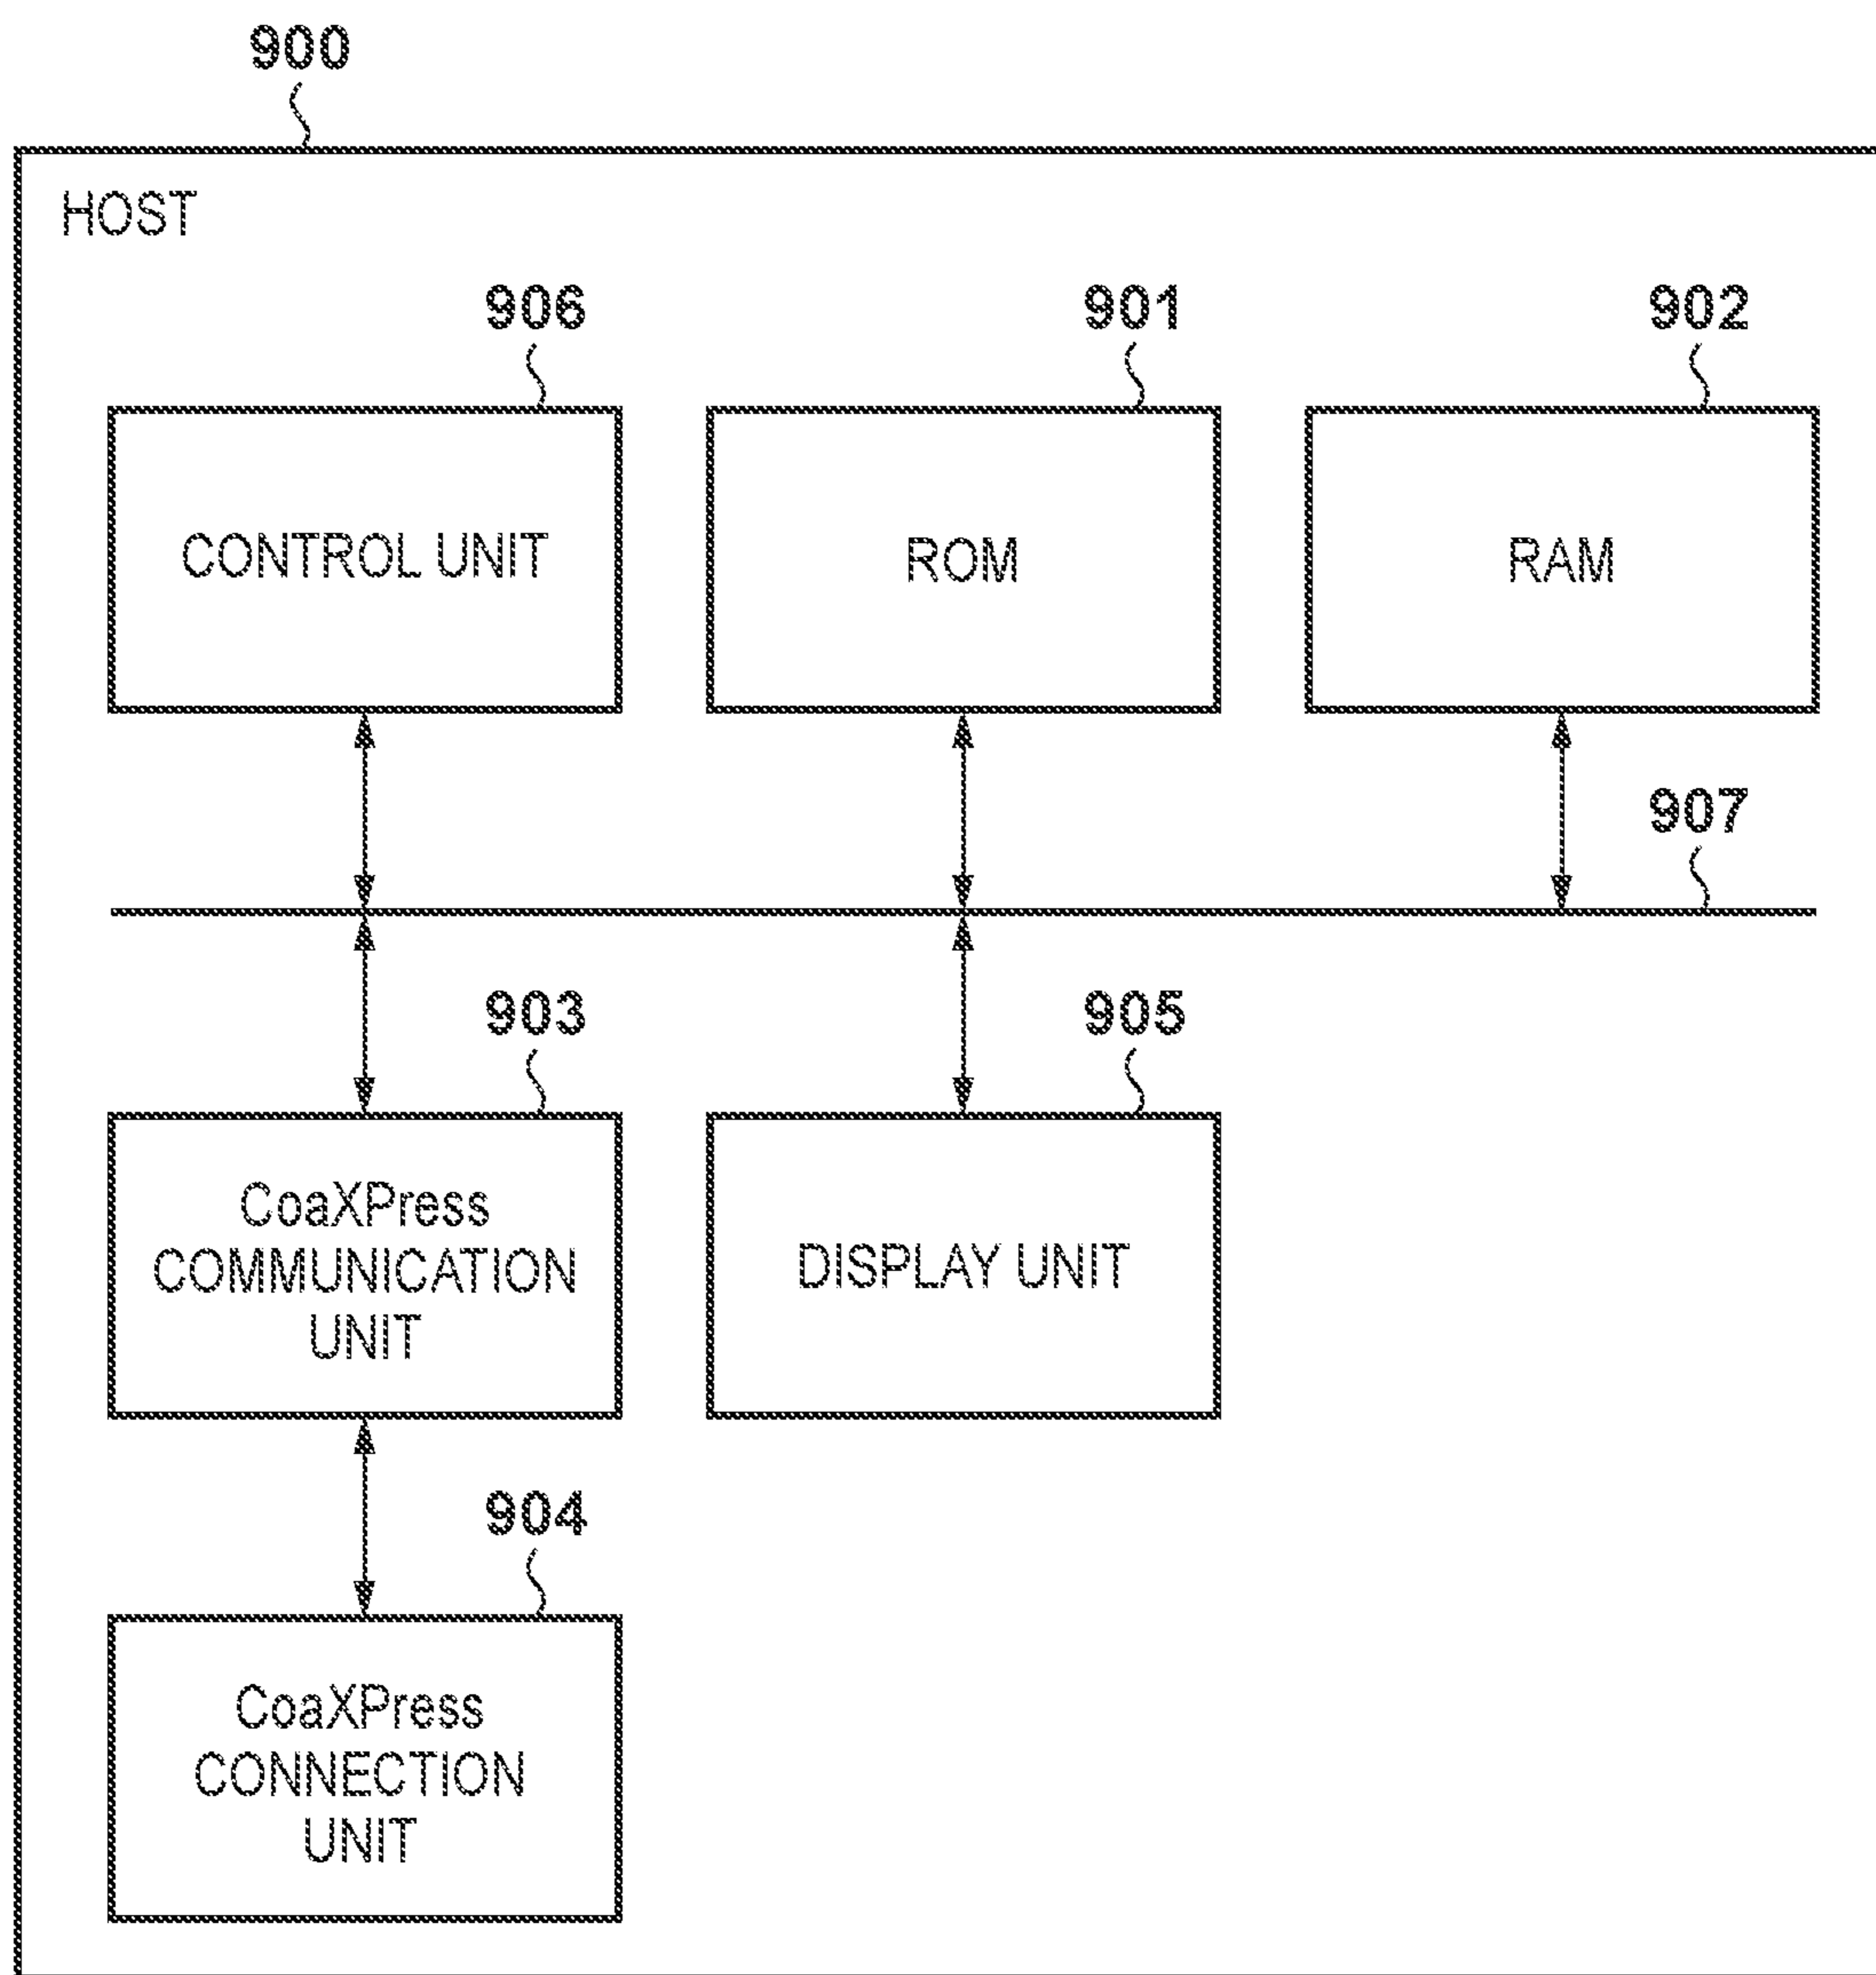 900
HOST
906
901
902
CONTROL UNIT
ROM
RAM
907
903
905
CoaXPress
COMMUNICATION
UNIT
DISPLAY UNIT
904
CoaXPress
CONNECTION
UNIT